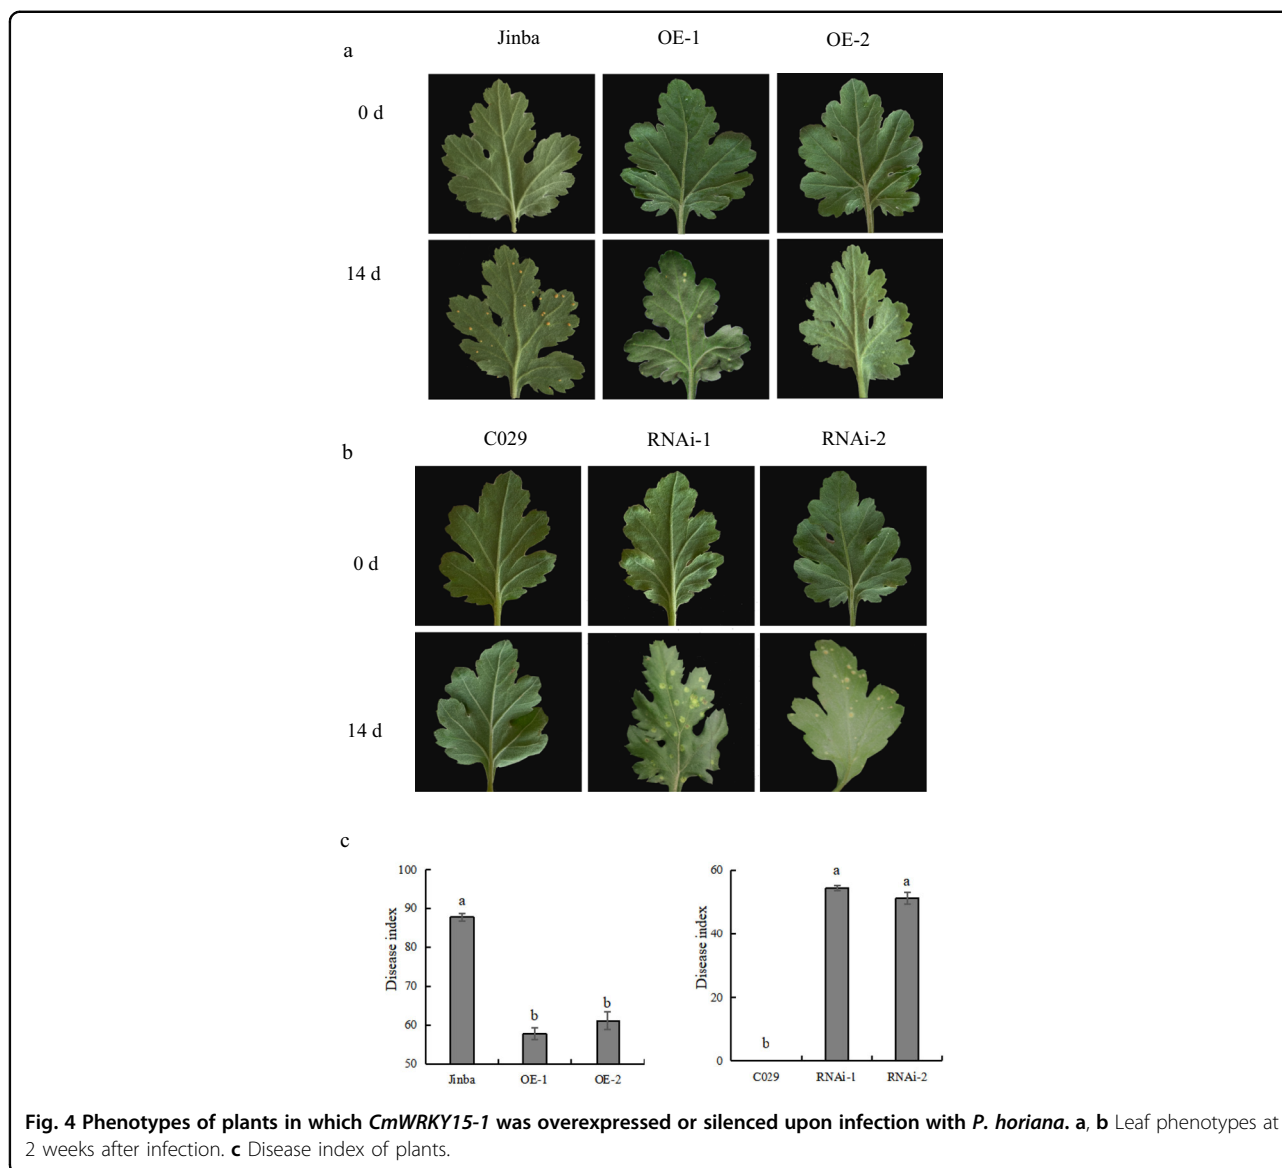 a
Jinba OE-1 OE-2
0 d
14 d
b
C029 RNAi-1 RNAi-2
0 d
14 d
c
100
90
80
70
60
50
Disease index
a
b
b
Jinba OE-1 OE-2
60
40
20
0
Disease index
b
a
a
C029 RNAi-1 RNAi-2
Fig. 4 Phenotypes of plants in which CmWRKY15-1 was overexpressed or silenced upon infection with P. horiana. a, b Leaf phenotypes at
2 weeks after infection. c Disease index of plants.